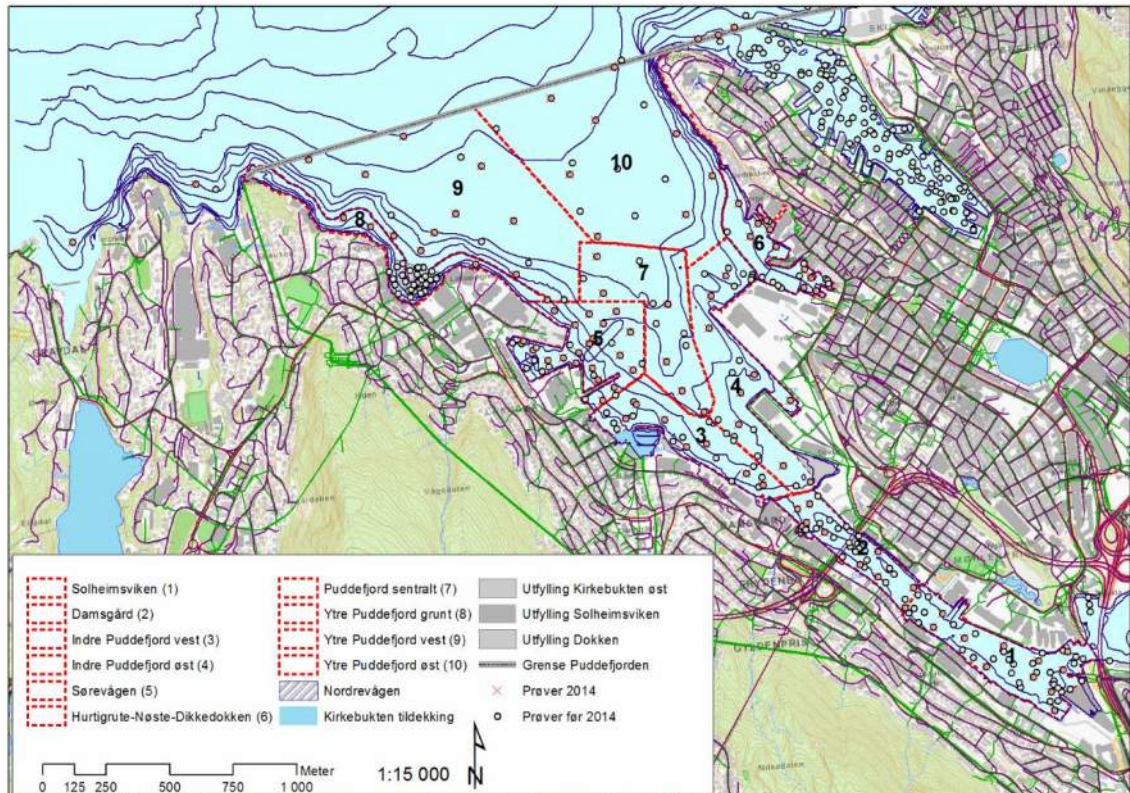 10
9
8
6
7
5
4
3
2
1
GYLDENPRIS
Solheimsviken (1)
Damsgård (2)
Indre Puddefjord vest (3)
Indre Puddefjord øst (4)
Sørevågen (5)
Hurtigrute-Nøste-Dikkedokken (6)
Puddefjord sentralt (7)
Ytre Puddefjord grunt (8)
Ytre Puddefjord vest (9)
Ytre Puddefjord øst (10)
Nordrevågen
Kirkebukten tildekking
Utfylling Kirkebukten øst
Utfylling Solheimsviken
Utfylling Dokken
Grense Puddefjorden
Prøver 2014
Prøver før 2014
Meter
0 125 250 500 750 1 000
1:15 000
N